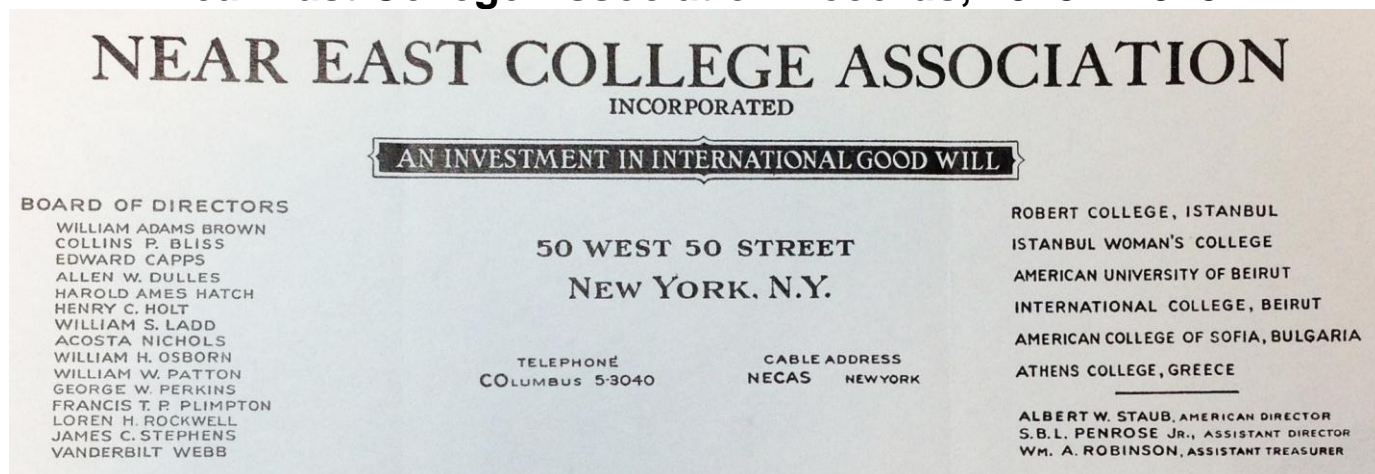 NEAR EAST COLLEGE ASSOCIATION
INCORPORATED
AN INVESTMENT IN INTERNATIONAL GOOD WILL
BOARD OF DIRECTORS
WILLIAM ADAMS BROWN
COLLINS P. BLISS
EDWARD CAPPS
ALLEN W. DULLES
HAROLD AMES HATCH
HENRY C. HOLT
WILLIAM S. LADD
ACOSTA NICHOLS
WILLIAM H. OSBORN
WILLIAM W. PATTON
GEORGE W. PERKINS
FRANCIS T. P. PLIMPTON
LOREN H. ROCKWELL
JAMES C. STEPHENS
VANDERBILT WEBB
50 WEST 50 STREET
NEW YORK, N.Y.
TELEPHONE
COLUMBUS 5-3040
CABLE ADDRESS
NECAS NEWYORK
ROBERT COLLEGE, ISTANBUL
ISTANBUL WOMAN'S COLLEGE
AMERICAN UNIVERSITY OF BEIRUT
INTERNATIONAL COLLEGE, BEIRUT
AMERICAN COLLEGE OF SOFIA, BULGARIA
ATHENS COLLEGE, GREECE
ALBERT W. STAUB, AMERICAN DIRECTOR
S.B.L. PENROSE JR., ASSISTANT DIRECTOR
WM. A. ROBINSON, ASSISTANT TREASURER